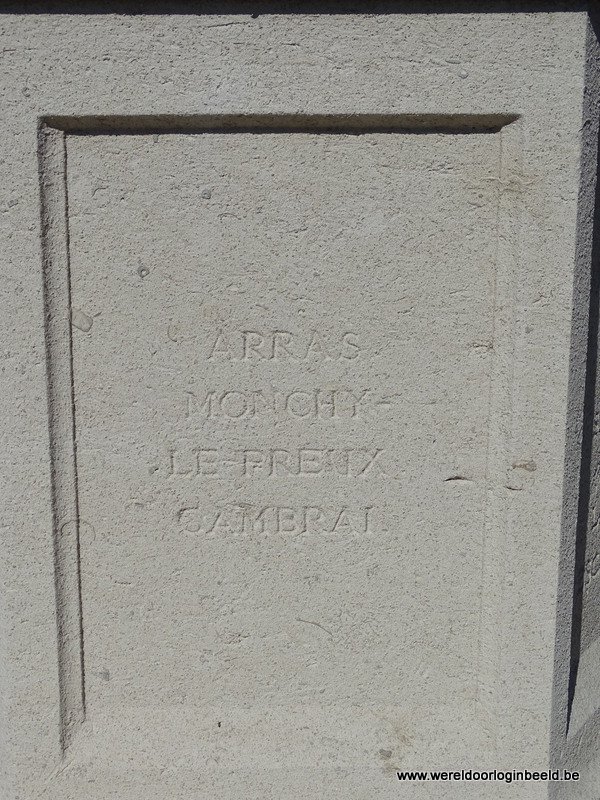 ARRAS
MONCHY-
LE-PREUX
CAMBRAI.
www.wereldoorloginbeeld.be